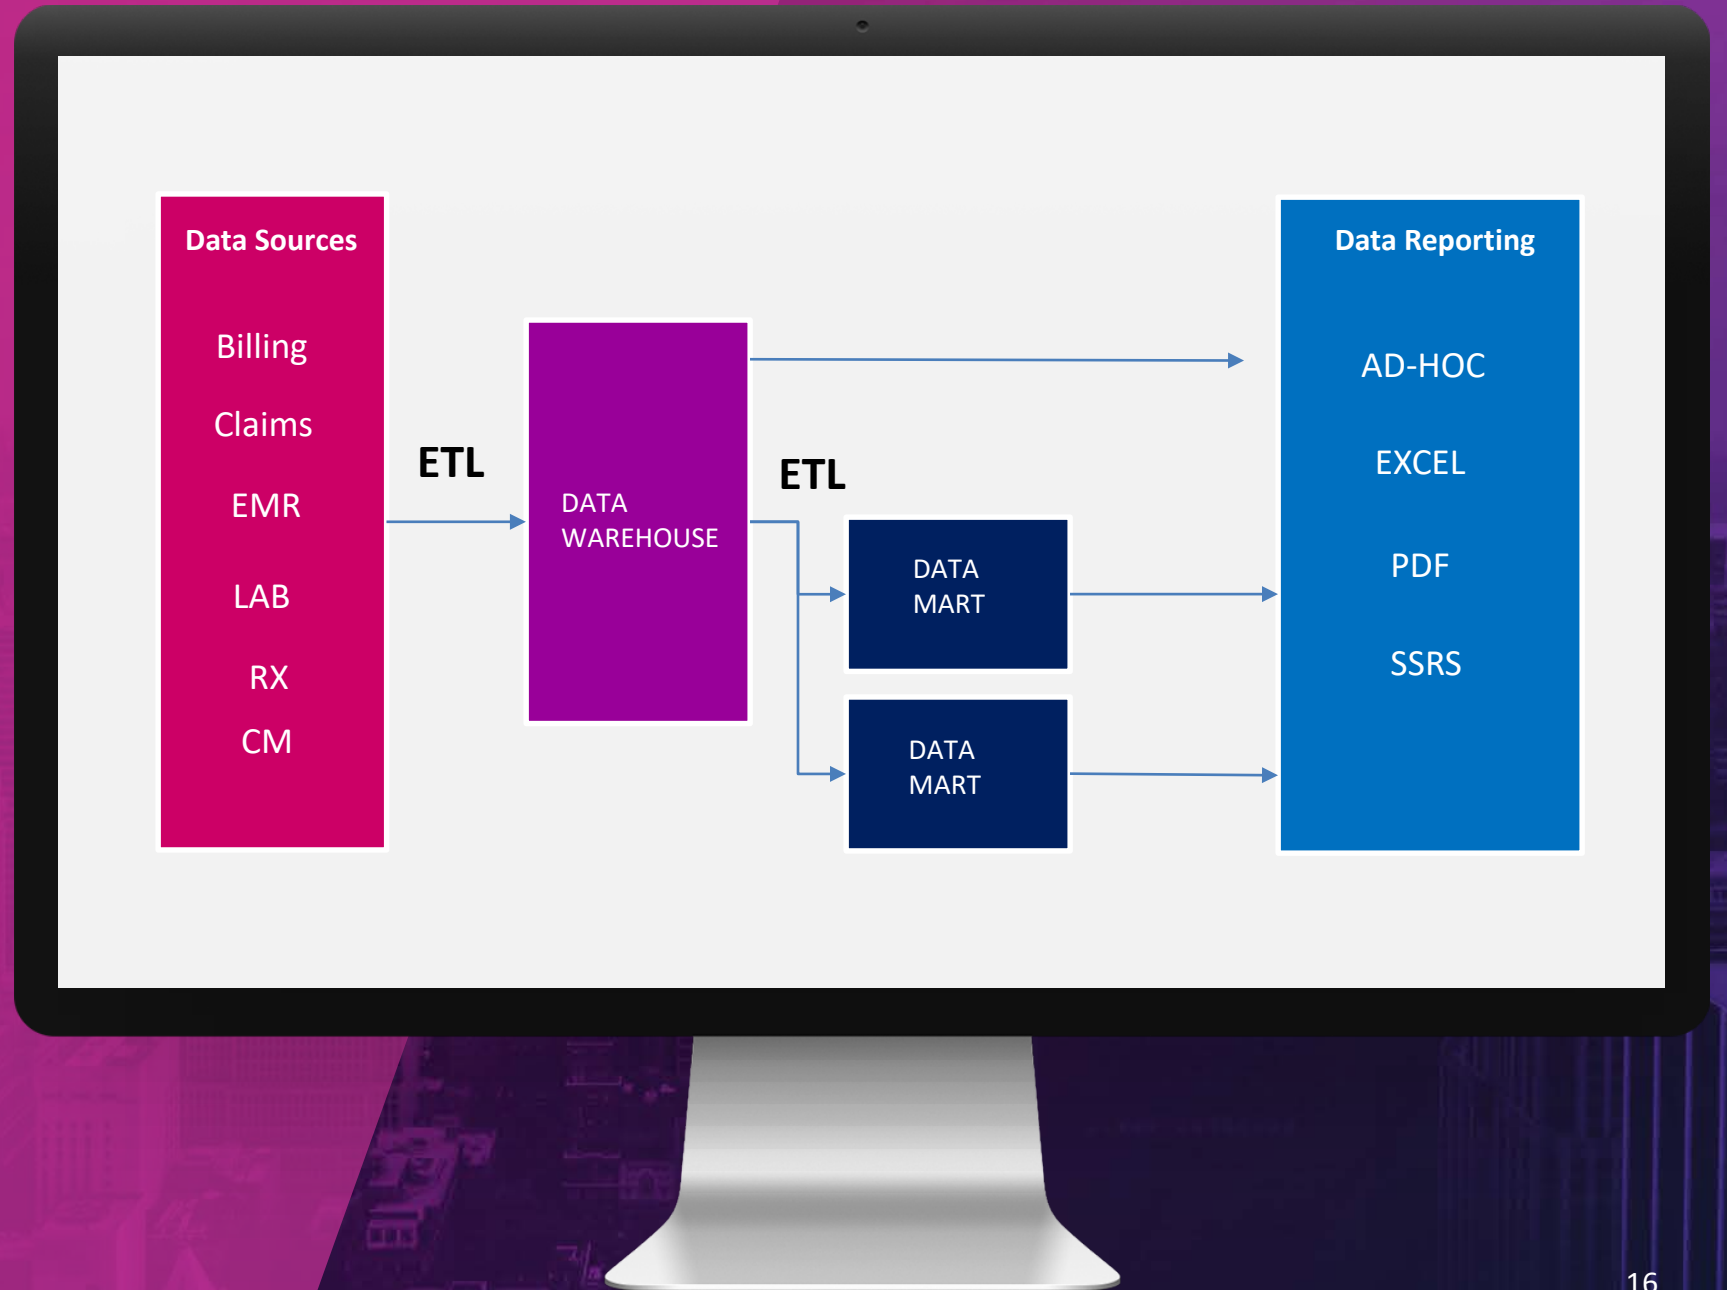 Data Sources
Billing
Claims
EMR
LAB
RX
CM
ETL
DATA
WAREHOUSE
ETL
DATA
MART
DATA
MART
Data Reporting
AD-HOC
EXCEL
PDF
SSRS
16